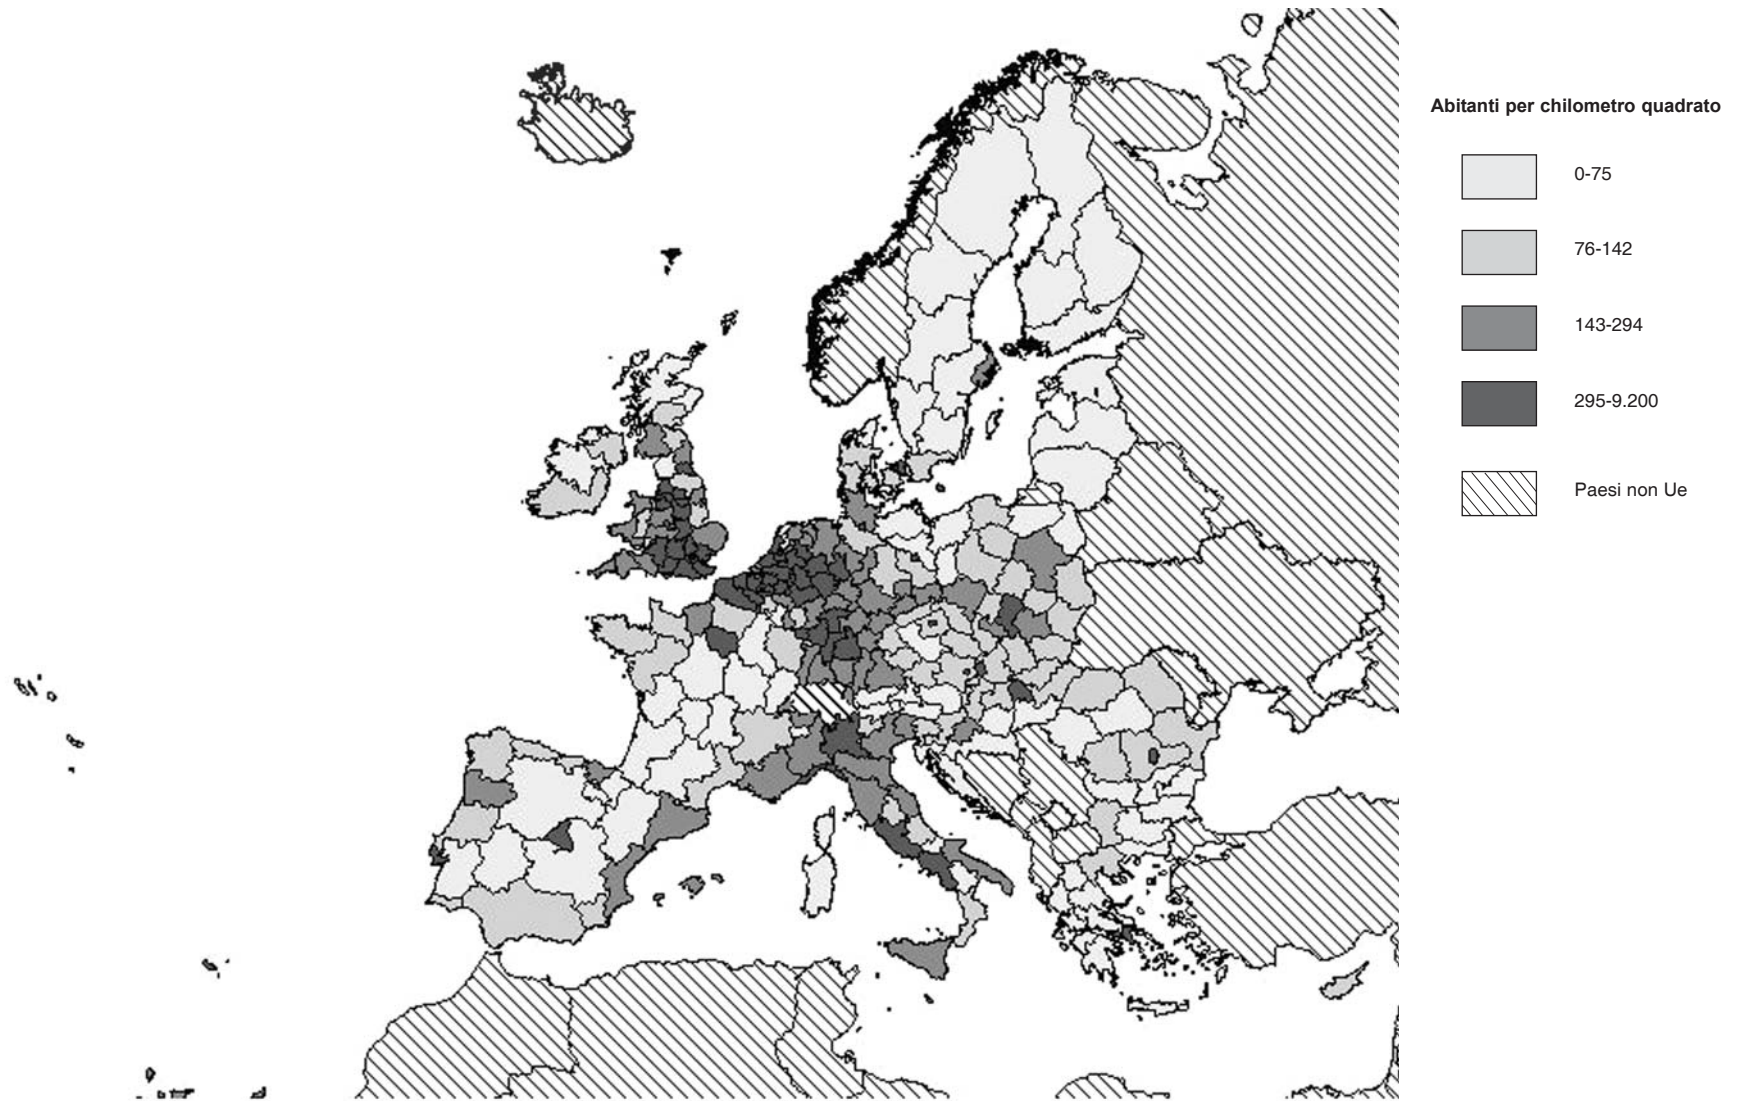 Abitanti per chilometro quadrato
0-75
76-142
143-294
295-9.200
Paesi non Ue